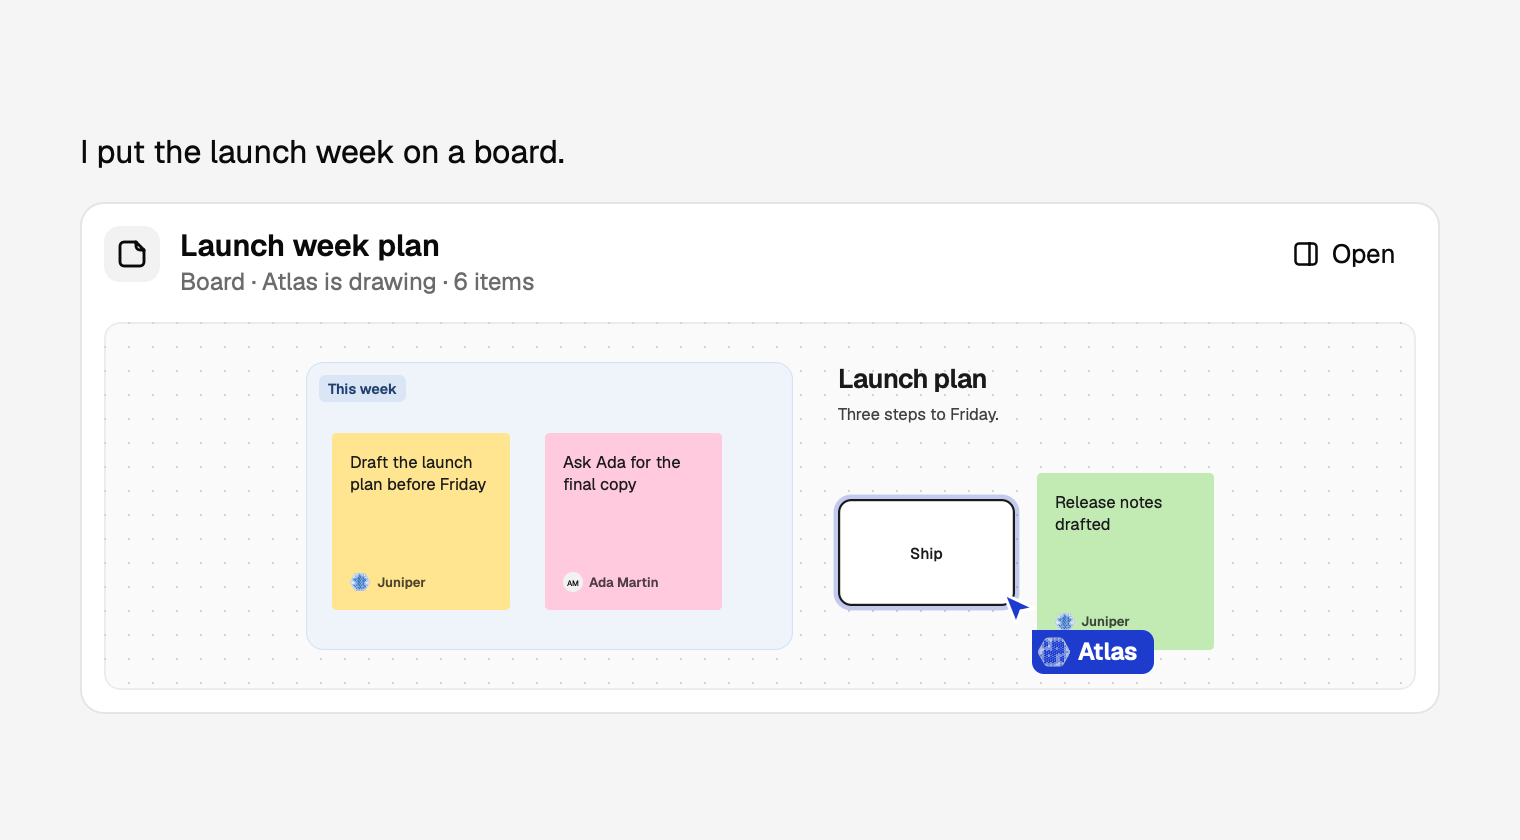 I put the launch week on a board.
Launch week plan
Board · Atlas is drawing · 6 items
Open
This week
Draft the launch
plan before Friday
Juniper
Ask Ada for the
final copy
AM Ada Martin
Launch plan
Three steps to Friday.
Ship
Release notes
drafted
Juniper
Atlas